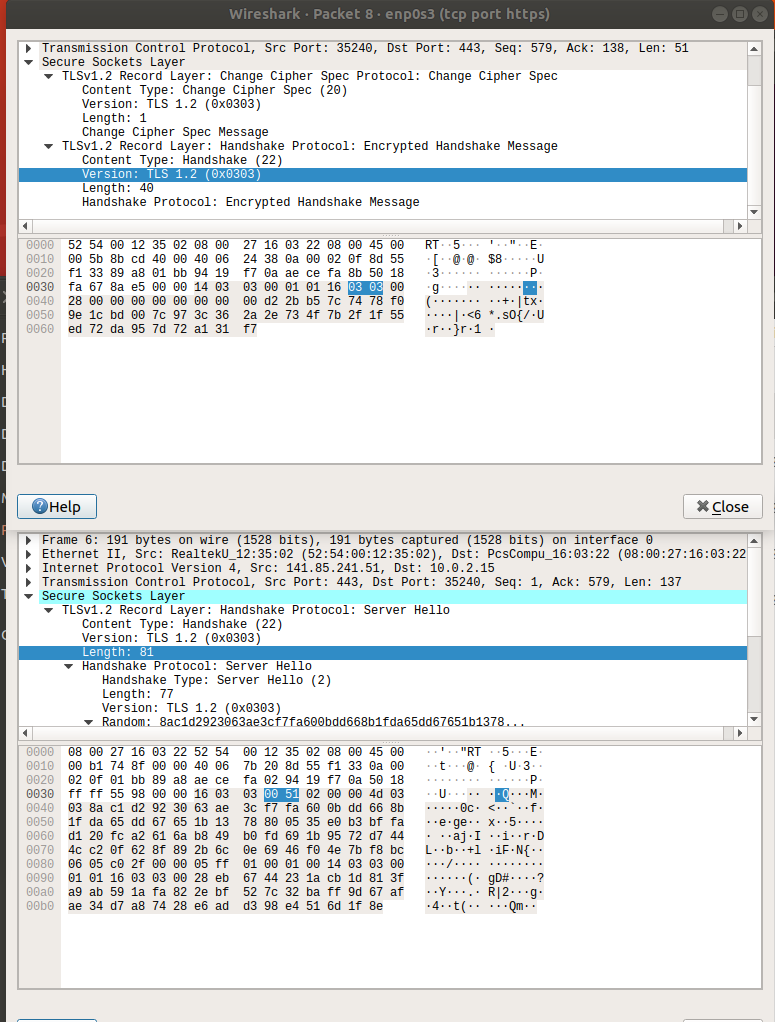 Wireshark · Packet 8 · enp0s3 (tcp port https)
Transmission Control Protocol, Src Port: 35240, Dst Port: 443, Seq: 579, Ack: 138, Len: 51
Secure Sockets Layer
TLSv1.2 Record Layer: Change Cipher Spec Protocol: Change Cipher Spec
Content Type: Change Cipher Spec (20)
Version: TLS 1.2 (0x0303)
Length: 1
Change Cipher Spec Message
TLSv1.2 Record Layer: Handshake Protocol: Encrypted Handshake Message
Content Type: Handshake (22)
Version: TLS 1.2 (0x0303)
Length: 40
Handshake Protocol: Encrypted Handshake Message
0000 52 54 00 12 35 02 08 00 27 16 03 22 08 00 45 00 RT··5··· '··"··E·
0010 00 5b 8b cd 40 00 40 06 24 38 0a 00 02 0f 8d 55 ·[··@·@· $8·····U
0020 f1 33 89 a8 01 bb 94 19 f7 0a ae ce fa 8b 50 18 ·3······ ······P·
0030 fa 67 8a e5 00 00 14 03 03 00 01 01 16 03 03 00 ·g······ ········
0040 28 00 00 00 00 00 00 00 00 d2 2b b5 7c 74 78 f0 (······· ··+·|tx·
0050 9e 1c bd 00 7c 97 3c 36 2a 2e 73 4f 7b 2f 1f 55 ····|·<6 *.sO{/·U
0060 ed 72 da 95 7d 72 a1 31 f7 ·r··}r·1 ·
Help
Close
Frame 6: 191 bytes on wire (1528 bits), 191 bytes captured (1528 bits) on interface 0
Ethernet II, Src: RealtekU_12:35:02 (52:54:00:12:35:02), Dst: PcsCompu_16:03:22 (08:00:27:16:03:22
Internet Protocol Version 4, Src: 141.85.241.51, Dst: 10.0.2.15
Transmission Control Protocol, Src Port: 443, Dst Port: 35240, Seq: 1, Ack: 579, Len: 137
Secure Sockets Layer
TLSv1.2 Record Layer: Handshake Protocol: Server Hello
Content Type: Handshake (22)
Version: TLS 1.2 (0x0303)
Length: 81
Handshake Protocol: Server Hello
Handshake Type: Server Hello (2)
Length: 77
Version: TLS 1.2 (0x0303)
Random: 8ac1d2923063ae3cf7fa600bdd668b1fda65dd67651b1378...
0000 08 00 27 16 03 22 52 54 00 12 35 02 08 00 45 00 ··'··"RT ··5···E·
0010 00 b1 74 8f 00 00 40 06 7b 20 8d 55 f1 33 0a 00 ··t···@· { ·U·3··
0020 02 0f 01 bb 89 a8 ae ce fa 02 94 19 f7 0a 50 18 ········ ······P·
0030 ff ff 55 98 00 00 16 03 03 00 51 02 00 00 4d 03 ··U····· ··Q···M·
0040 03 8a c1 d2 92 30 63 ae 3c f7 fa 60 0b dd 66 8b ·····0c· <··`··f·
0050 1f da 65 dd 67 65 1b 13 78 80 05 35 e0 b3 bf fa ··e·ge·· x··5····
0060 d1 20 fc a2 61 6a b8 49 b0 fd 69 1b 95 72 d7 44 · ··aj·I ··i··r·D
0070 4c c2 0f 62 8f 89 2b 6c 0e 69 46 f0 4e 7b f8 bc L··b··+l ·iF·N{··
0080 06 05 c0 2f 00 00 05 ff 01 00 01 00 14 03 03 00 ···/···· ········
0090 01 01 16 03 03 00 28 eb 67 44 23 1a cb 1d 81 3f ······(· gD#····?
00a0 a9 ab 59 1a fa 82 2e bf 52 7c 32 ba ff 9d 67 af ··Y···.· R|2···g·
00b0 ae 34 d7 a8 74 28 e6 ad d3 98 e4 51 6d 1f 8e ·4··t(·· ···Qm··